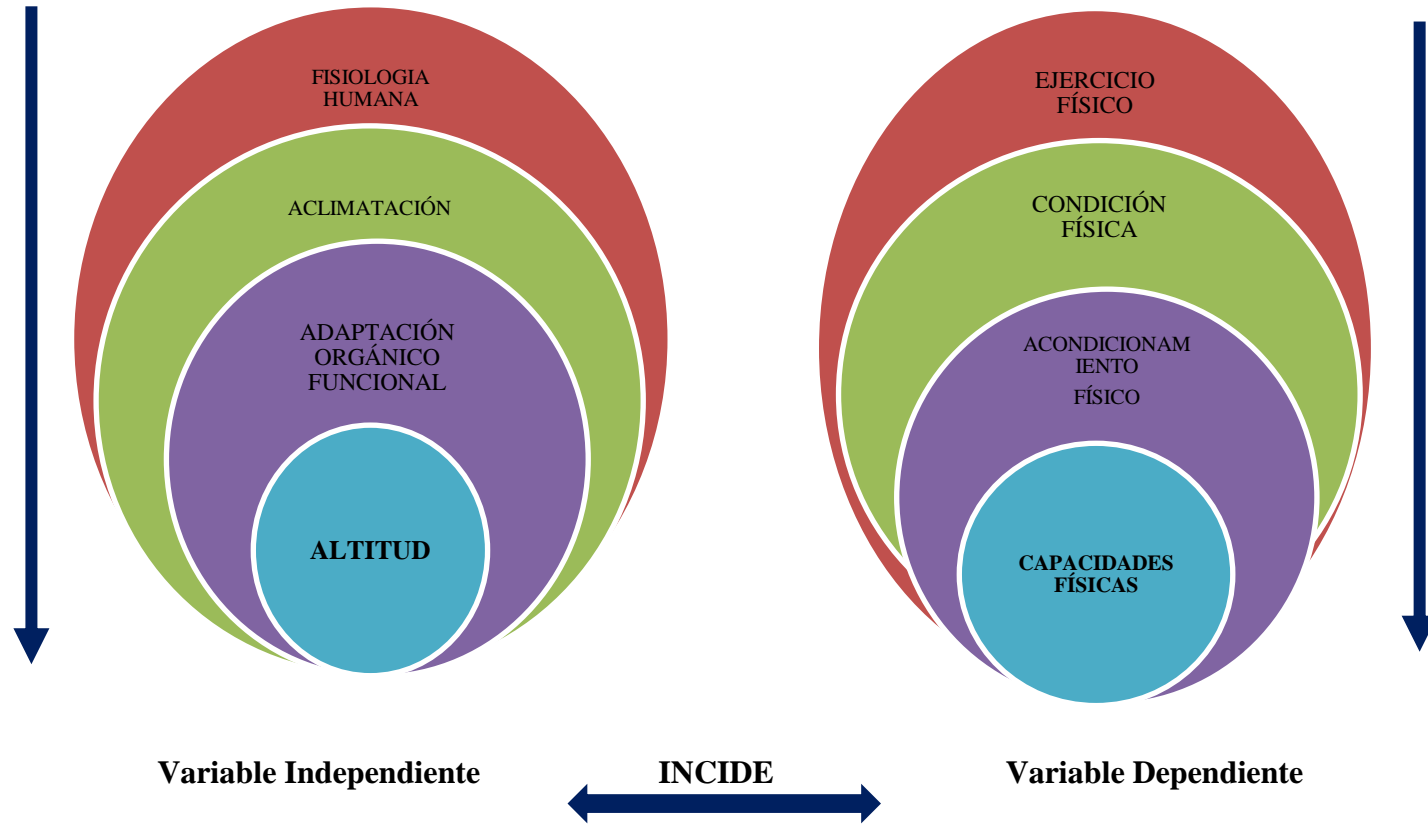 FISIOLOGIA
HUMANA
ACLIMATACIÓN
ADAPTACIÓN
ORGÁNICO
FUNCIONAL
ALTITUD
EJERCICIO
FÍSICO
CONDICIÓN
FÍSICA
ACONDICIONAM
IENTO
FÍSICO
CAPACIDADES
FÍSICAS
Variable Independiente
INCIDE
Variable Dependiente